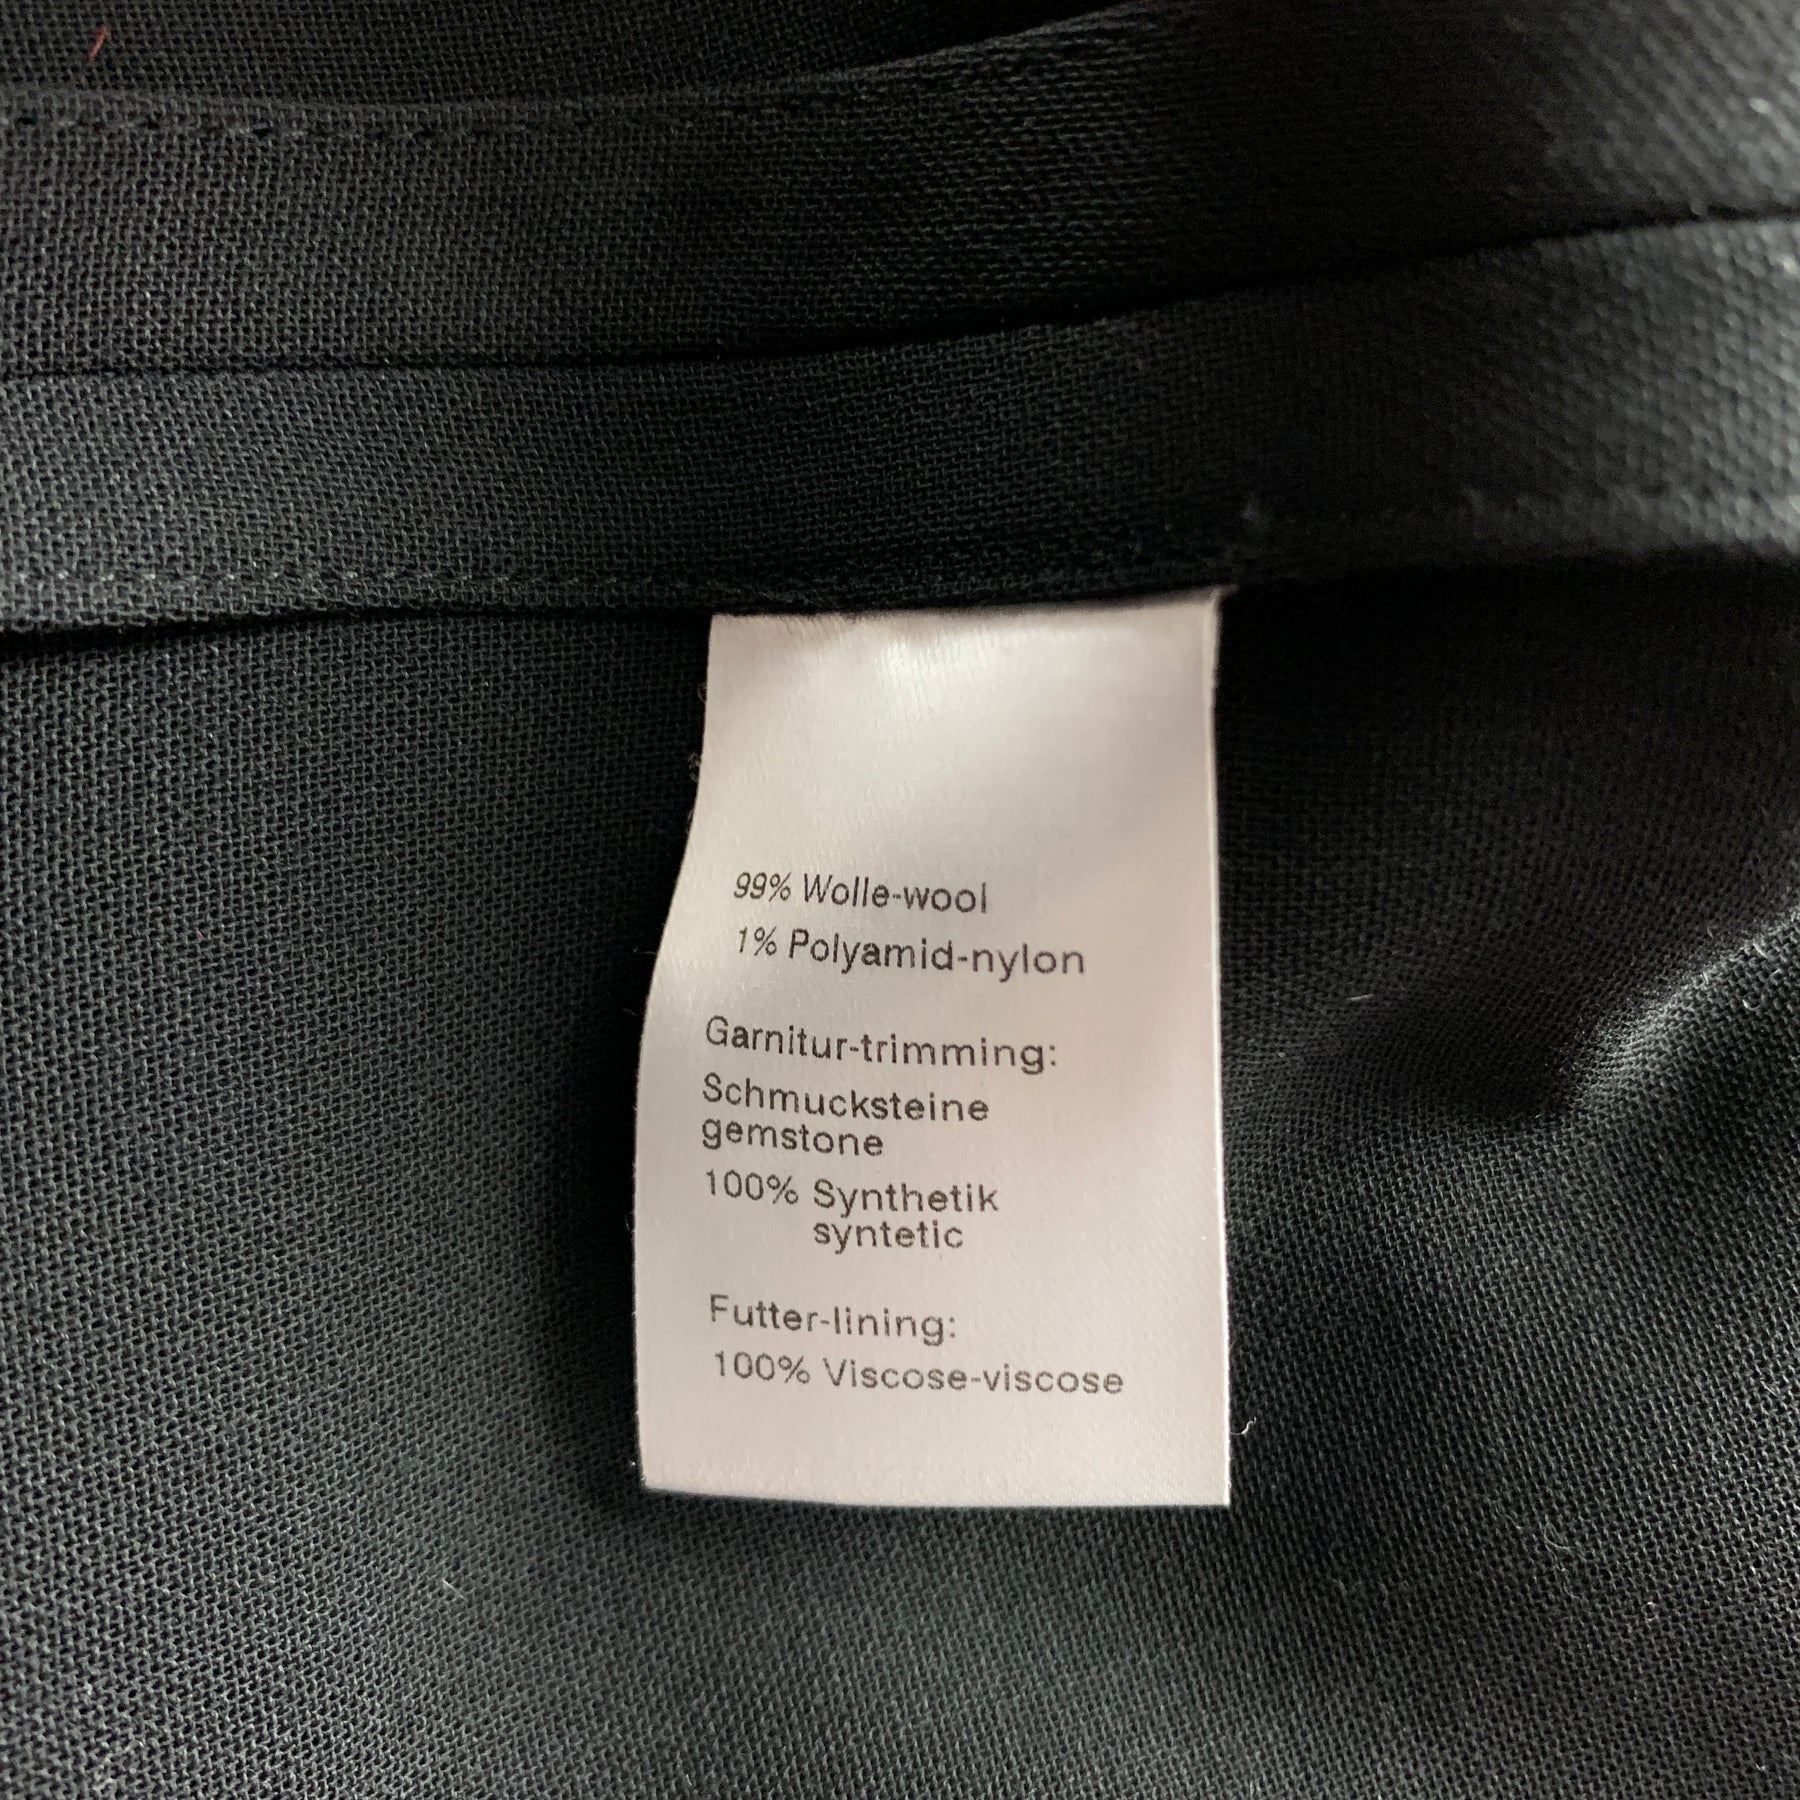 99% Wolle-wool
1% Polyamid-nylon
Garnitur-trimming:
Schmucksteine
gemstone
100% Synthetik
syntetic
Futter-lining:
100% Viscose-viscose